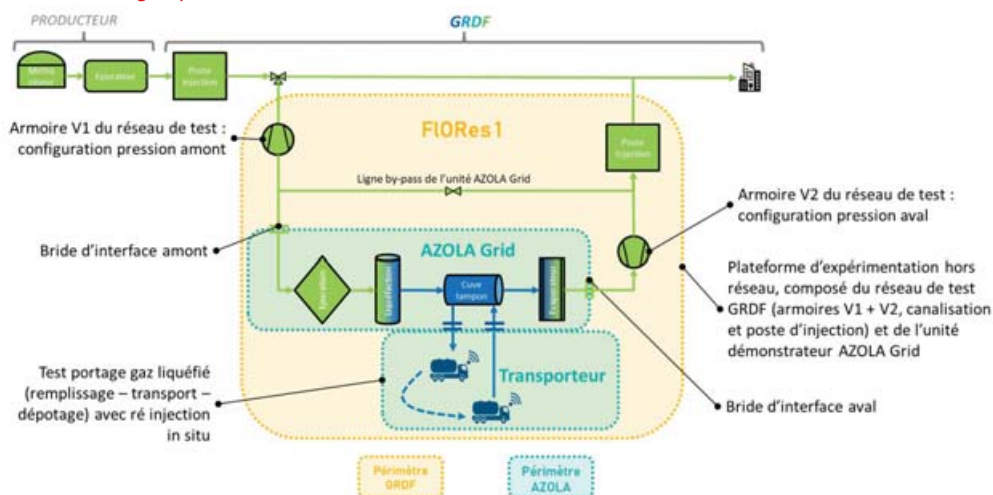 PRODUCTEUR
GRDF
Epurateur
Poste
Injection
FlORes1
Armoire V1 du réseau de test :
configuration pression amont
Poste
Injection
Ligne by-pass de l'unité AZOLA Grid
Armoire V2 du réseau de test :
configuration pression aval
Bride d'interface amont
AZOLA Grid
Epuration
Liquéfaction
Cuve
tampon
Evaporateur
Plateforme d'expérimentation hors
réseau, composé du réseau de test
GRDF (armoires V1 + V2, canalisation
et poste d'injection) et de l'unité
démonstrateur AZOLA Grid
Test portage gaz liquéfié
(remplissage – transport –
dépotage) avec ré injection
in situ
Transporteur
Bride d'interface aval
Périmètre
GRDF
Périmètre
AZOLA